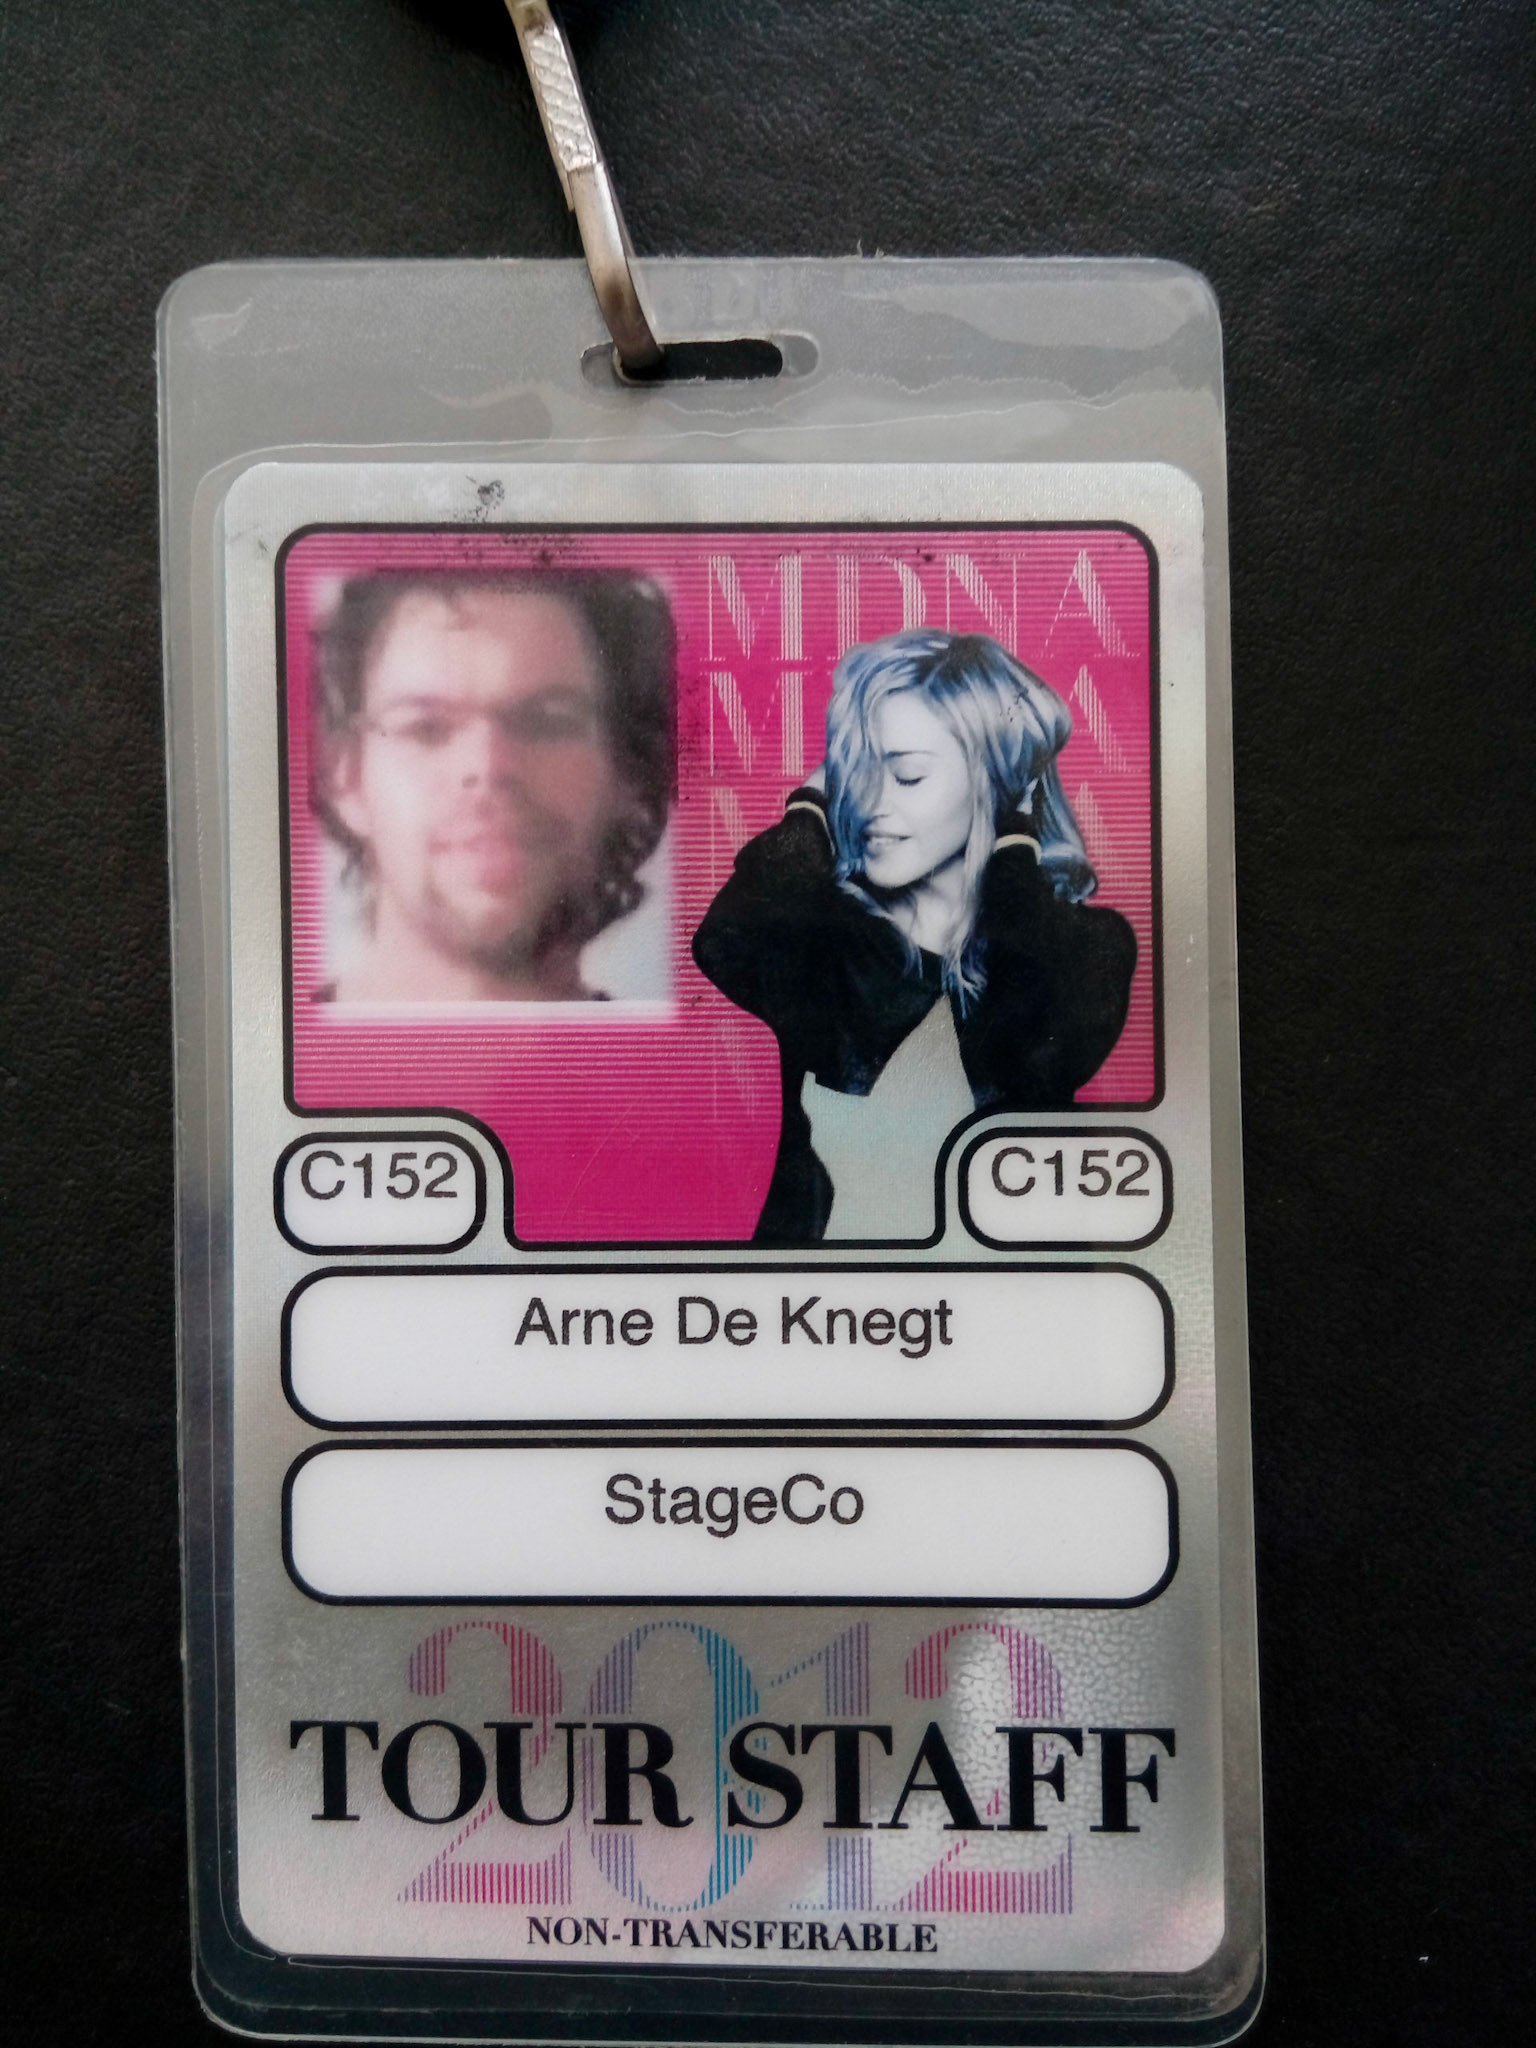 MDNA
C152
C152
Arne De Knegt
StageCo
2012
TOUR STAFF
NON-TRANSFERABLE